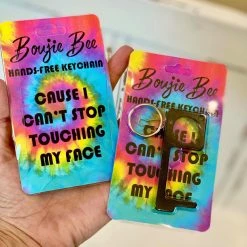 Boujie Bee
HANDS-FREE KEYCHAIN
CAUSE I
CAN'T STOP
TOUCHING
MY FACE
Boujie Bee
HANDS-FREE KEYCHAIN
CAUSE I
CAN'T STOP
TOUCHING
MY FACE